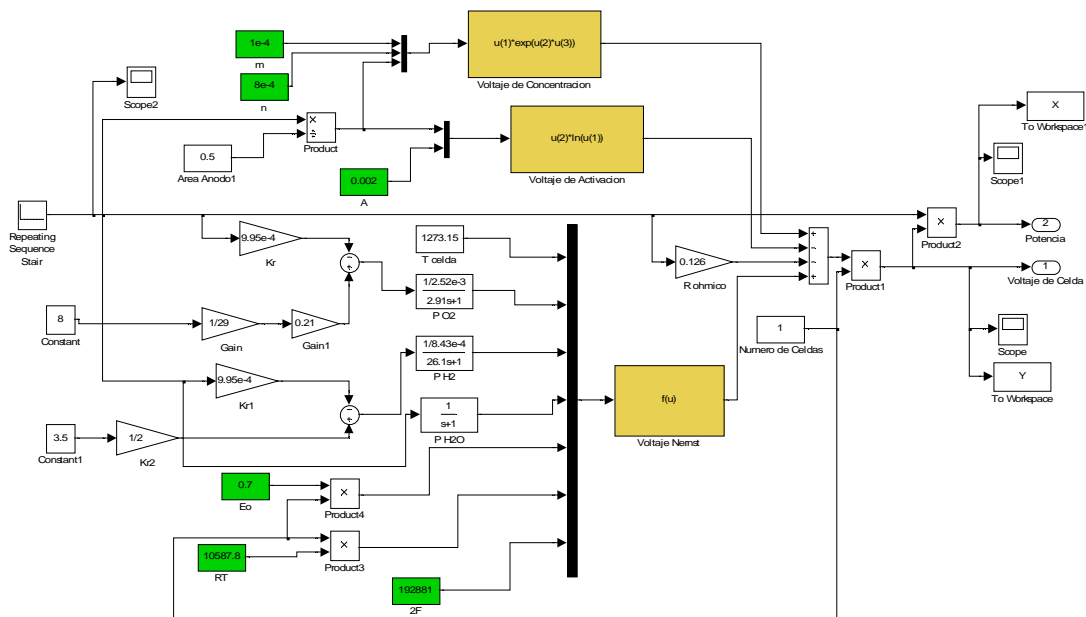 1e-4
m
8e-4
n
u(1)*exp(u(2)*u(3))
Voltaje de Concentracion
Scope2
×
÷
Product
0.5
Area Anodo1
0.002
A
u(2)*ln(u(1))
Voltaje de Activacion
X
To Workspace1
Scope1
Repeating
Sequence
Stair
9.95e-4
Kr
1273.15
T celda
×
Product2
2
Potencia
0.126
R ohmico
+
−
−
+
×
Product1
1
Voltaje de Celda
−
+
1/2.52e-3
2.91s+1
P O2
8
Constant
1/29
Gain
0.21
Gain1
1
Numero de Celdas
Scope
1/8.43e-4
26.1s+1
P H2
9.95e-4
Kr1
−
+
f(u)
Voltaje Nernst
Y
To Workspace
1
s+1
P H2O
3.5
Constant1
1/2
Kr2
0.7
Eo
×
Product4
10587.8
RT
×
Product3
192881
2F